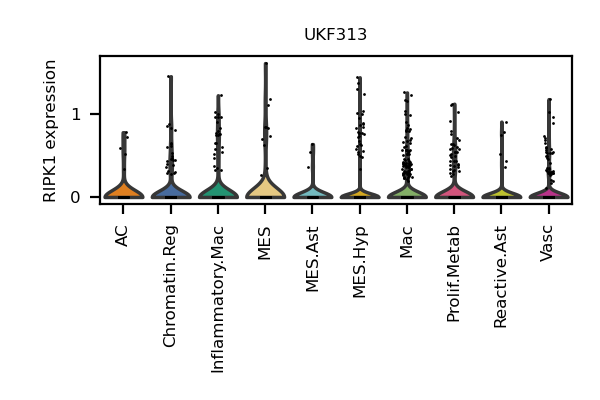 UKF313
RIPK1 expression
1
0
AC
Chromatin.Reg
Inflammatory.Mac
MES
MES.Ast
MES.Hyp
Mac
Prolif.Metab
Reactive.Ast
Vasc